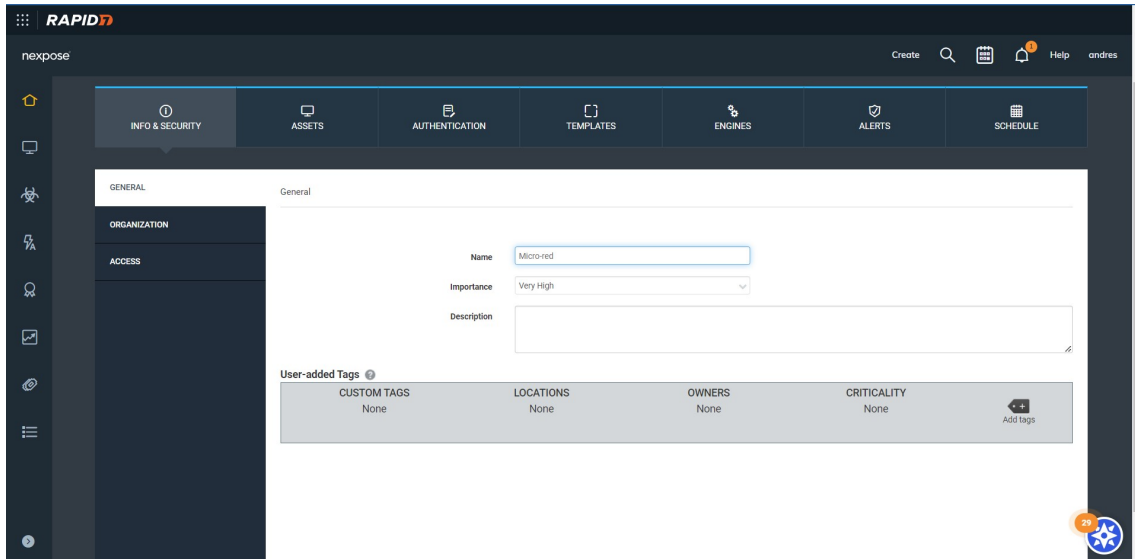 RAPID7
nexpose
Create
1
Help
andres
INFO & SECURITY
ASSETS
AUTHENTICATION
TEMPLATES
ENGINES
ALERTS
SCHEDULE
GENERAL
ORGANIZATION
ACCESS
General
Name
Micro-red
Importance
Very High
Description
User-added Tags
CUSTOM TAGS
None
LOCATIONS
None
OWNERS
None
CRITICALITY
None
Add tags
29